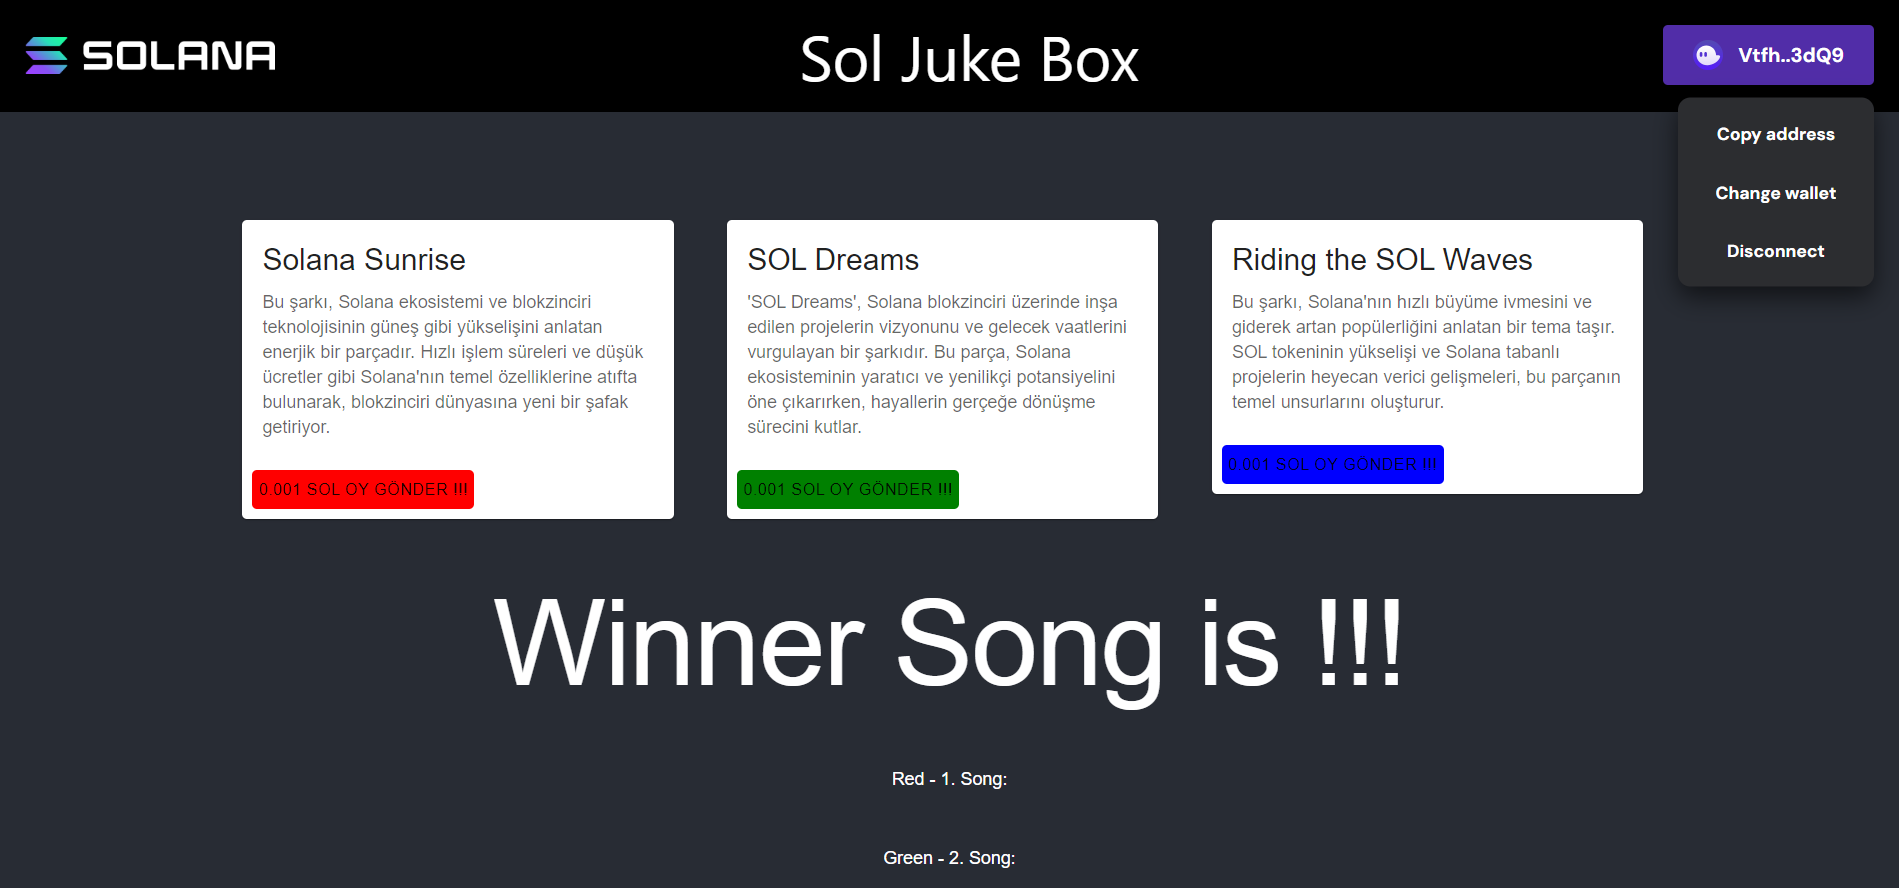 SOLANA
Sol Juke Box
Vtfh..3dQ9
Copy address
Change wallet
Disconnect
Solana Sunrise
Bu şarkı, Solana ekosistemi ve blokzinciri
teknolojisinin güneş gibi yükselişini anlatan
enerjik bir parçadır. Hızlı işlem süreleri ve düşük
ücretler gibi Solana'nın temel özelliklerine atıfta
bulunarak, blokzinciri dünyasına yeni bir şafak
getiriyor.
0.001 SOL OY GÖNDER !!!
SOL Dreams
'SOL Dreams', Solana blokzinciri üzerinde inşa
edilen projelerin vizyonunu ve gelecek vaatlerini
vurgulayan bir şarkıdır. Bu parça, Solana
ekosisteminin yaratıcı ve yenilikçi potansiyelini
öne çıkarırken, hayallerin gerçeğe dönüşme
sürecini kutlar.
0.001 SOL OY GÖNDER !!!
Riding the SOL Waves
Bu şarkı, Solana'nın hızlı büyüme ivmesini ve
giderek artan popülerliğini anlatan bir tema taşır.
SOL tokeninin yükselişi ve Solana tabanlı
projelerin heyecan verici gelişmeleri, bu parçanın
temel unsurlarını oluşturur.
0.001 SOL OY GÖNDER !!!
Winner Song is !!!
Red - 1. Song:
Green - 2. Song: